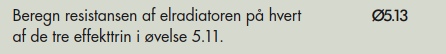 Beregn resistansen af elradiatoren på hvert
af de tre effekttrin i øvelse 5.11.
Ø5.13